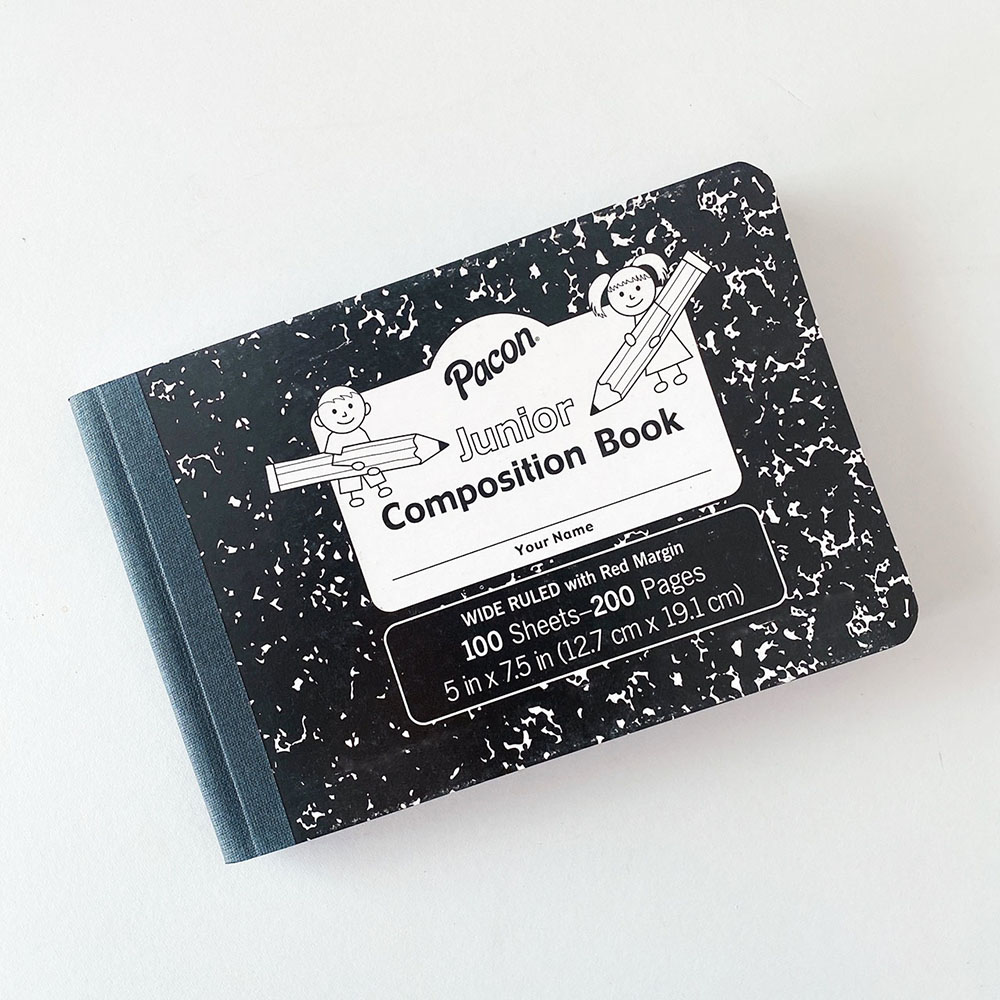 Pacon®
Junior
Composition Book
Your Name
WIDE RULED with Red Margin
100 Sheets–200 Pages
5 in x 7.5 in (12.7 cm x 19.1 cm)